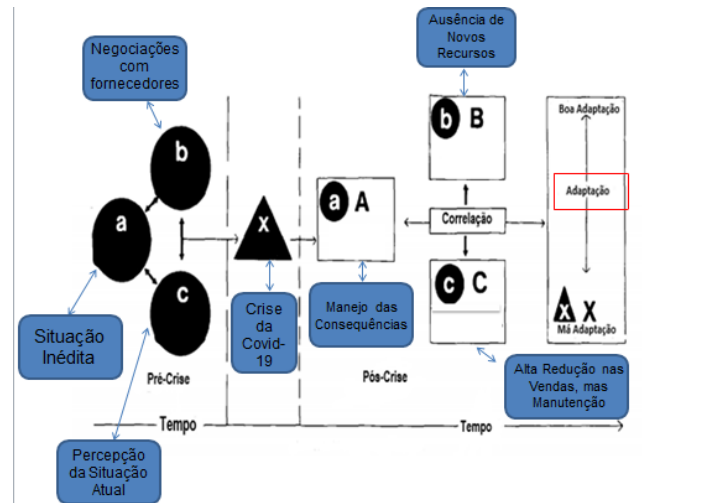 Ausência de
Novos
Recursos
Negociações
com
fornecedores
b
b B
Boa Adaptação
a
x
a A
Correlação
Adaptação
c
c C
Situação
Inédita
Crise
da
Covid-
19
Manejo das
Consequências
x X
Má Adaptação
Pré-Crise
Pós-Crise
Alta Redução nas
Vendas, mas
Manutenção
Tempo
Tempo
Percepção
da Situação
Atual